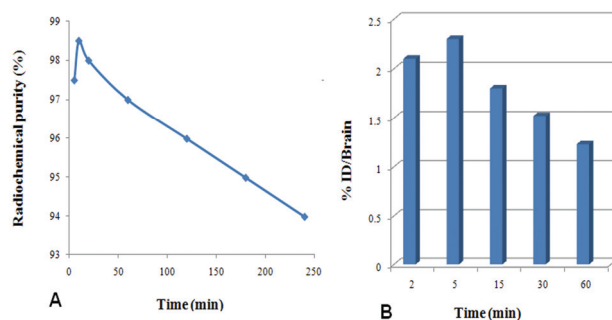 Radiochemical purity (%)
99
98
97
96
95
94
93
0 50 100 150 200 250
A Time (min)
% ID/Brain
2.5
2
1.5
1
0.5
0
2 5 15 30 60
B Time (min)